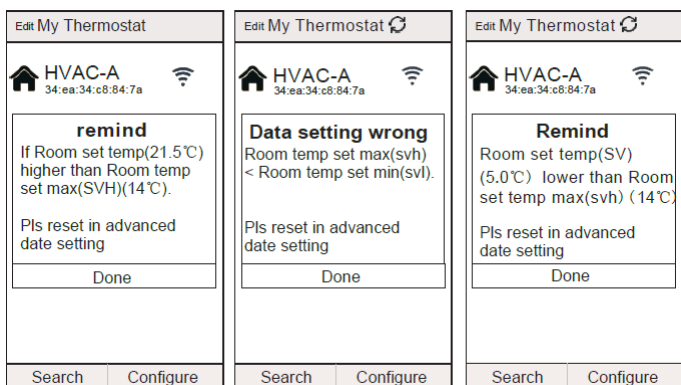 Edit My Thermostat
HVAC-A
34:ea:34:c8:84:7a
remind
If Room set temp(21.5℃)
higher than Room temp
set max(SVH)(14℃).
Pls reset in advanced
date setting
Done
Search Configure
Edit My Thermostat
HVAC-A
34:ea:34:c8:84:7a
Data setting wrong
Room temp set max(svh)
< Room temp set min(svl).
Pls reset in advanced
date setting
Done
Search Configure
Edit My Thermostat
HVAC-A
34:ea:34:c8:84:7a
Remind
Room set temp(SV)
(5.0℃) lower than Room
set temp max(svh)(14℃)
Pls reset in advanced
date setting
Done
Search Configure